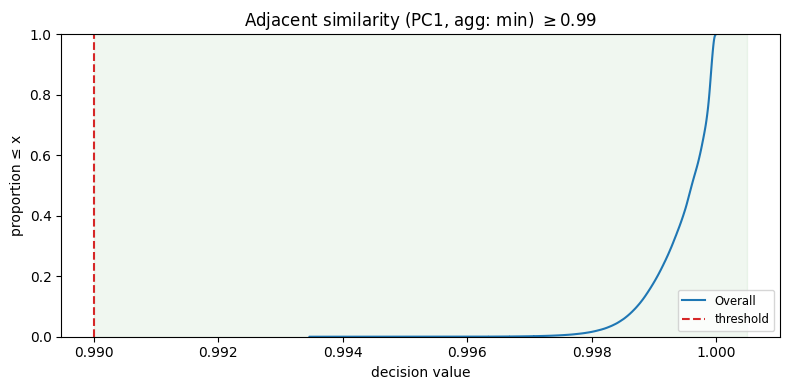 Adjacent similarity (PC1, agg: min) ≥0.99
1.0
0.8
0.6
0.4
0.2
0.0
proportion ≤ x
0.990
0.992
0.994
0.996
0.998
1.000
decision value
Overall
threshold